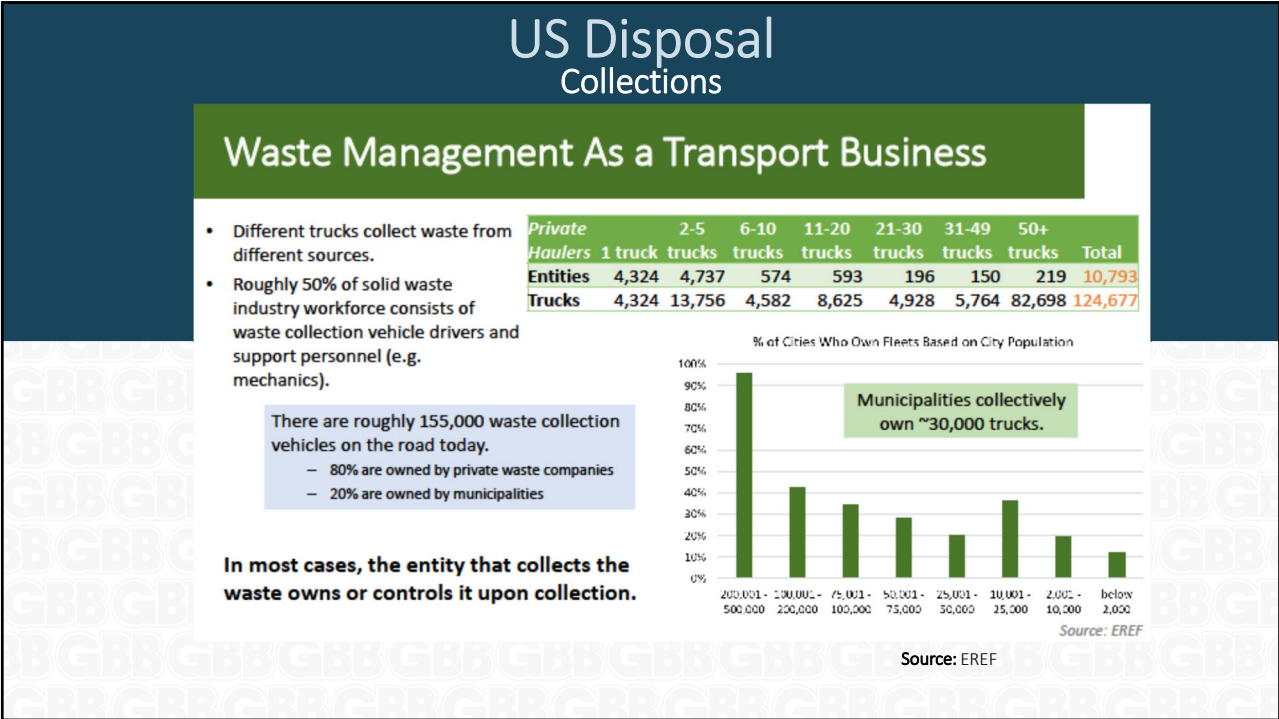 US Disposal
Collections
Waste Management As a Transport Business
• Different trucks collect waste from
different sources.
• Roughly 50% of solid waste
industry workforce consists of
waste collection vehicle drivers and
support personnel (e.g.
mechanics).
Private 2-5 6-10 11-20 21-30 31-49 50+
Haulers 1 truck trucks trucks trucks trucks trucks trucks Total
Entities 4,324 4,737 574 593 196 150 219 10,793
Trucks 4,324 13,756 4,582 8,625 4,928 5,764 82,698 124,677
There are roughly 155,000 waste collection
vehicles on the road today.
– 80% are owned by private waste companies
– 20% are owned by municipalities
In most cases, the entity that collects the
waste owns or controls it upon collection.
% of Cities Who Own Fleets Based on City Population
100%
90%
80%
70%
60%
50%
40%
30%
20%
10%
0%
Municipalities collectively
own ~30,000 trucks.
200,001 - 100,001 - 75,001 - 50,001 - 25,001 - 10,001 - 2,001 - below
500,000 200,000 100,000 75,000 50,000 25,000 10,000 2,000
Source: EREF
Source: EREF
GBB